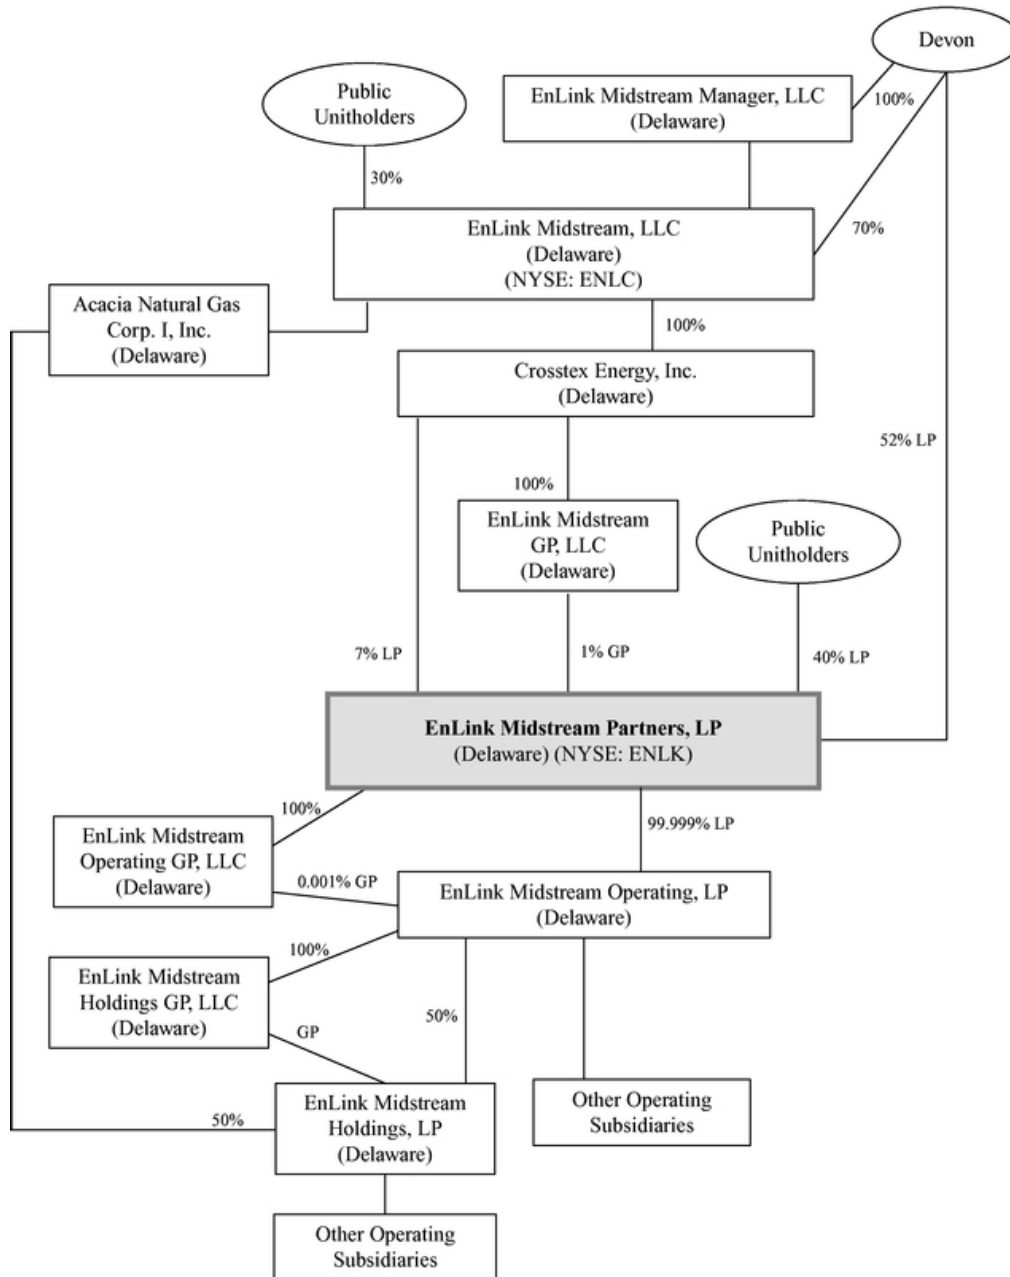 Devon
Public
Unitholders
EnLink Midstream Manager, LLC
(Delaware)
100%
30%
70%
EnLink Midstream, LLC
(Delaware)
(NYSE: ENLC)
Acacia Natural Gas
Corp. I, Inc.
(Delaware)
100%
Crosstex Energy, Inc.
(Delaware)
52% LP
100%
EnLink Midstream
GP, LLC
(Delaware)
Public
Unitholders
7% LP
1% GP
40% LP
EnLink Midstream Partners, LP
(Delaware) (NYSE: ENLK)
100%
99.999% LP
EnLink Midstream
Operating GP, LLC
(Delaware)
0.001% GP
EnLink Midstream Operating, LP
(Delaware)
100%
EnLink Midstream
Holdings GP, LLC
(Delaware)
50%
GP
50%
EnLink Midstream
Holdings, LP
(Delaware)
Other Operating
Subsidiaries
Other Operating
Subsidiaries